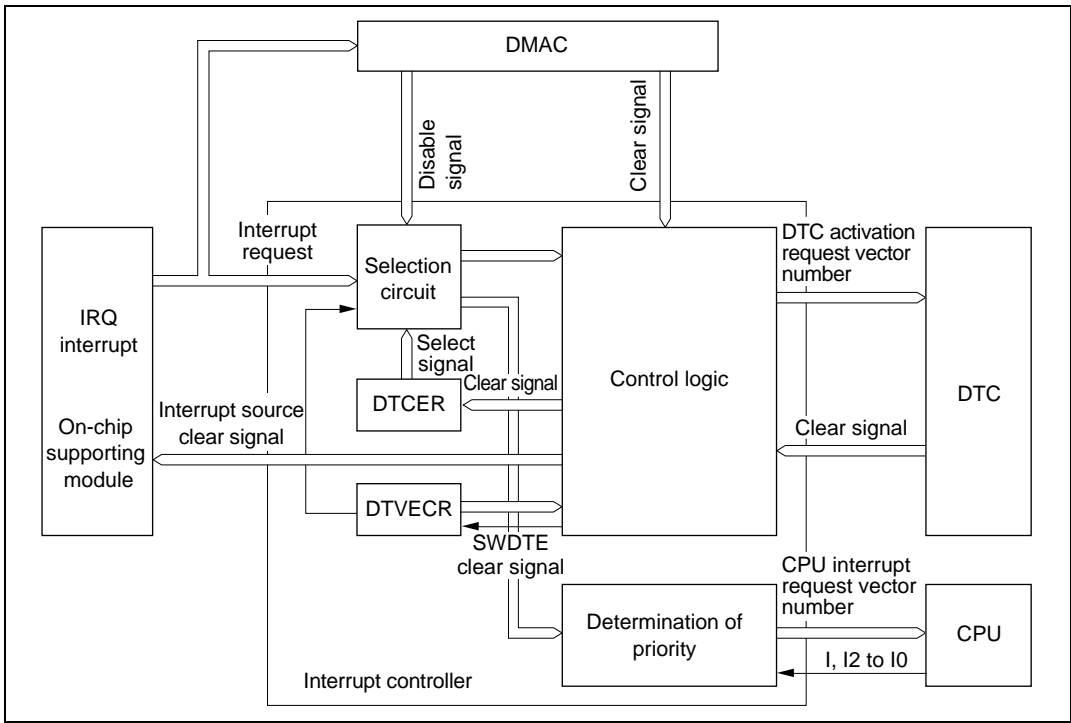 DMAC
Disable
signal
Clear signal
Interrupt
request
Selection
circuit
DTC activation
request vector
number
IRQ
interrupt
On-chip
supporting
module
Select
signal
DTCER
Clear signal
Control logic
DTC
Interrupt source
clear signal
Clear signal
DTVECR
SWDTE
clear signal
CPU interrupt
request vector
number
Determination of
priority
CPU
I, I2 to I0
Interrupt controller